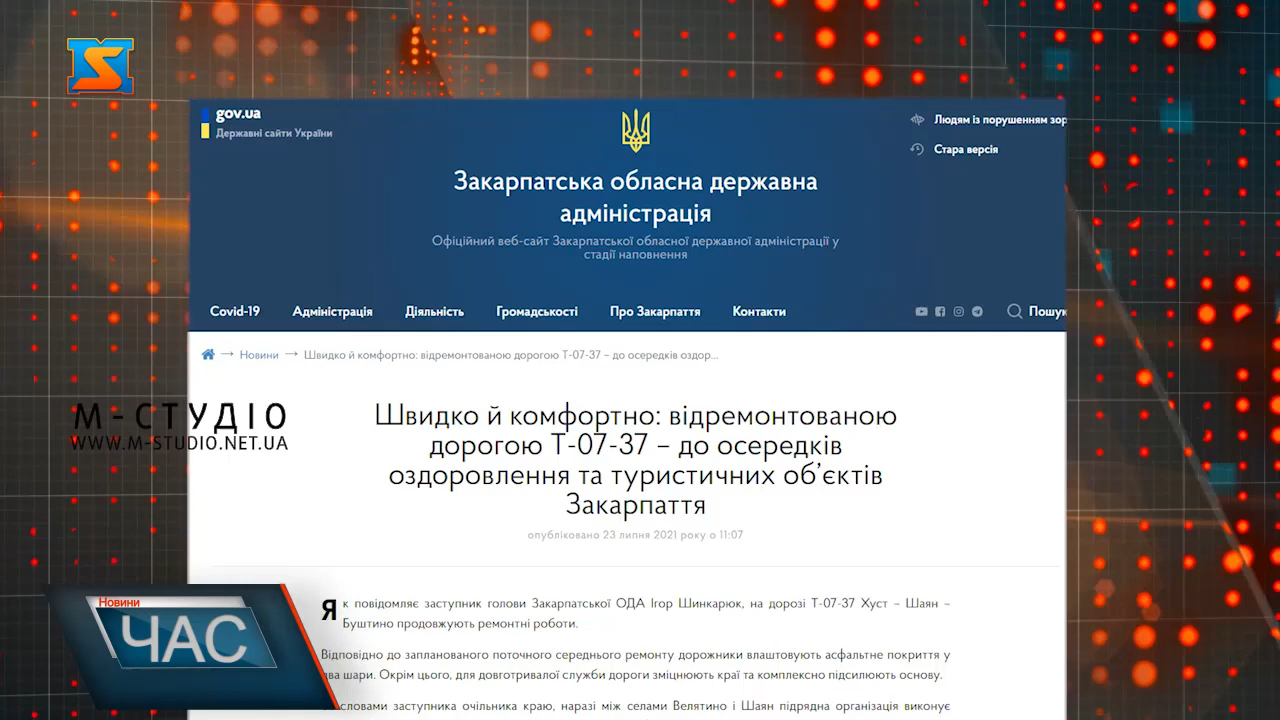 gov.ua
Державні сайти України
Людям із порушенням зор
Стара версія
Закарпатська обласна державна
адміністрація
Офіційний веб-сайт Закарпатської обласної державної адміністрації у
стадії наповнення
Covid-19 Адміністрація Діяльність Громадськості Про Закарпаття Контакти Пошук
Новини → Швидко й комфортно: відремонтованою дорогою Т-07-37 – до осередків оздор...
М-СТУДІО
WWW.M-STUDIO.NET.UA
Швидко й комфортно: відремонтованою
дорогою Т-07-37 – до осередків
оздоровлення та туристичних об’єктів
Закарпаття
опубліковано 23 липня 2021 року о 11:07
Як повідомляє заступник голови Закарпатської ОДА Ігор Шинкарюк, на дорозі Т-07-37 Хуст – Шаян –
Буштино продовжують ремонтні роботи.
Відповідно до запланованого поточного середнього ремонту дорожники влаштовують асфальтне покриття у
два шари. Окрім цього, для довготривалої служби дороги зміцнюють краї та комплексно підсилюють основу.
словами заступника очільника краю, наразі між селами Велятино і Шаян підрядна організація виконує
Новини
ЧАС